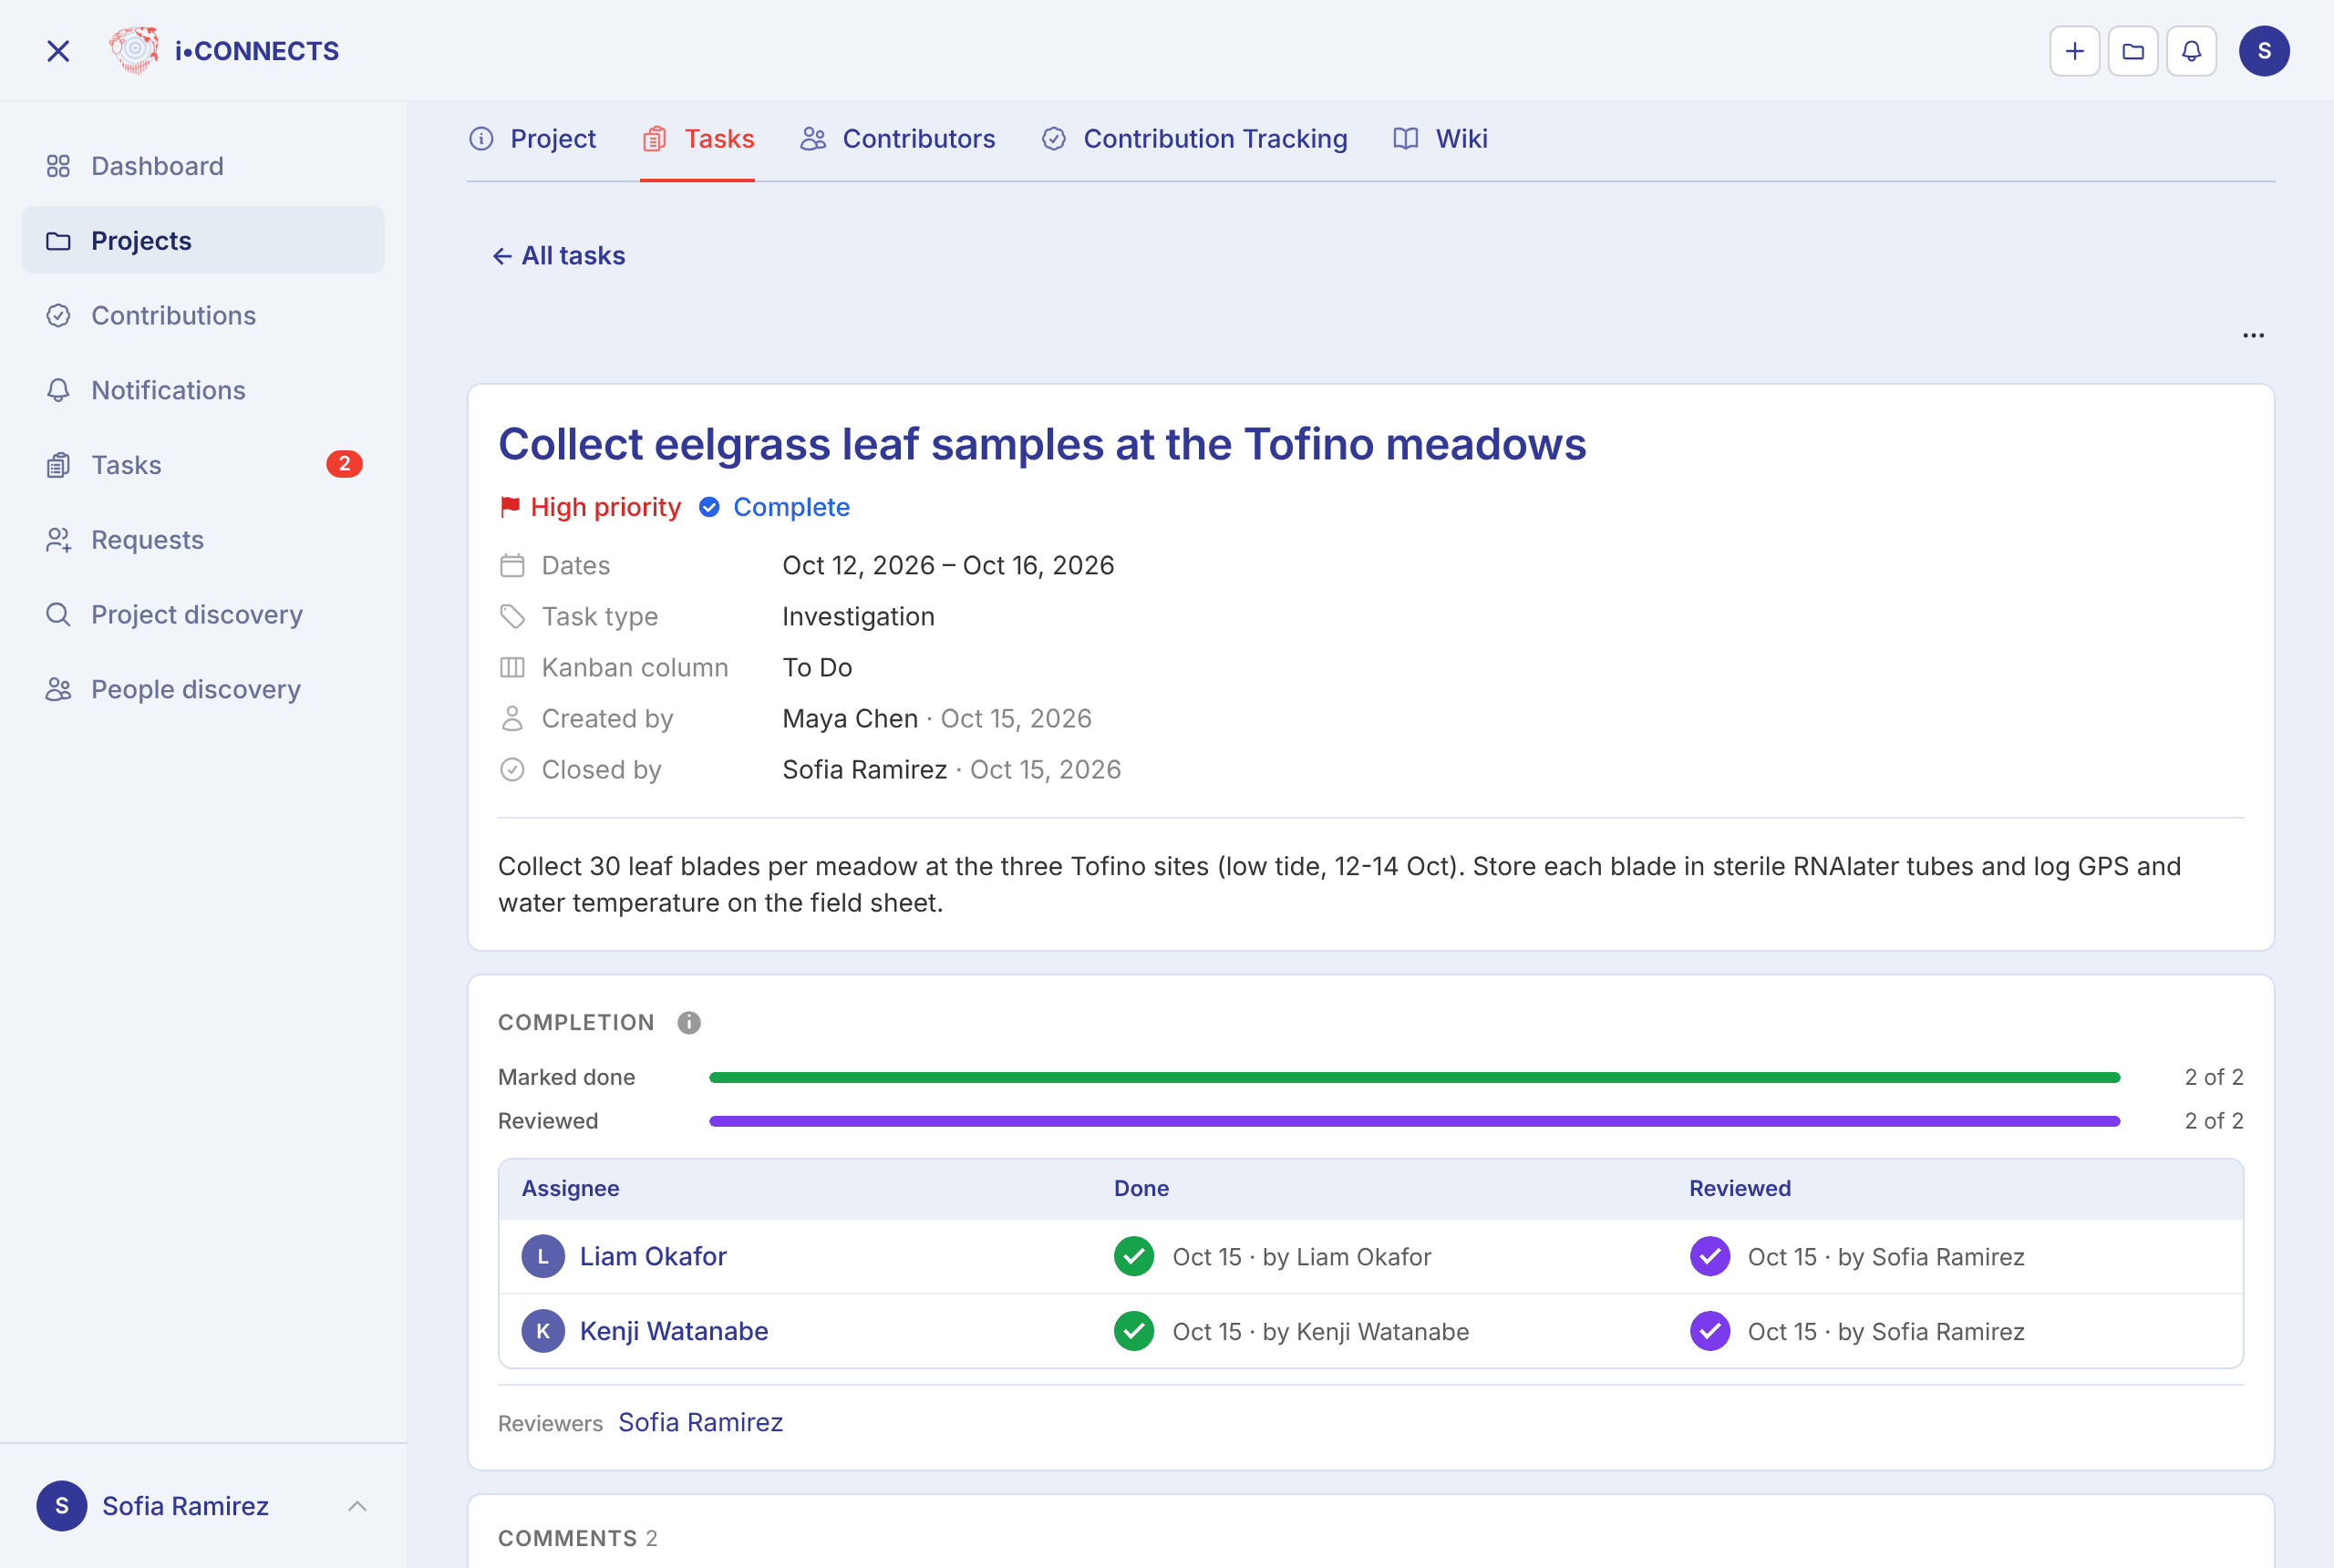 i•CONNECTS
S
Dashboard
Projects
Contributions
Notifications
Tasks 2
Requests
Project discovery
People discovery
S Sofia Ramirez
Project Tasks Contributors Contribution Tracking Wiki
← All tasks
...
Collect eelgrass leaf samples at the Tofino meadows
High priority Complete
Dates Oct 12, 2026 – Oct 16, 2026
Task type Investigation
Kanban column To Do
Created by Maya Chen · Oct 15, 2026
Closed by Sofia Ramirez · Oct 15, 2026
Collect 30 leaf blades per meadow at the three Tofino sites (low tide, 12-14 Oct). Store each blade in sterile RNAlater tubes and log GPS and
water temperature on the field sheet.
COMPLETION
Marked done 2 of 2
Reviewed 2 of 2
Assignee Done Reviewed
L Liam Okafor Oct 15 · by Liam Okafor Oct 15 · by Sofia Ramirez
K Kenji Watanabe Oct 15 · by Kenji Watanabe Oct 15 · by Sofia Ramirez
Reviewers Sofia Ramirez
COMMENTS 2